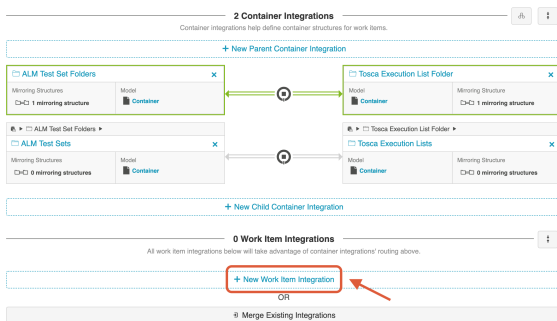 2 Container Integrations
Container integrations help define container structures for work items.
+ New Parent Container Integration
ALM Test Set Folders ×
Mirroring Structures Model
1 mirroring structure Container
Tosca Execution List Folder ×
Model Mirroring Structure
Container 1 mirroring structure
ALM Test Set Folders
ALM Test Sets ×
Mirroring Structures Model
0 mirroring structures Container
Tosca Execution List Folder
Tosca Execution Lists ×
Model Mirroring Structures
Container 0 mirroring structures
+ New Child Container Integration
0 Work Item Integrations
All work item integrations below will take advantage of container integrations' routing above.
+ New Work Item Integration
OR
Merge Existing Integrations